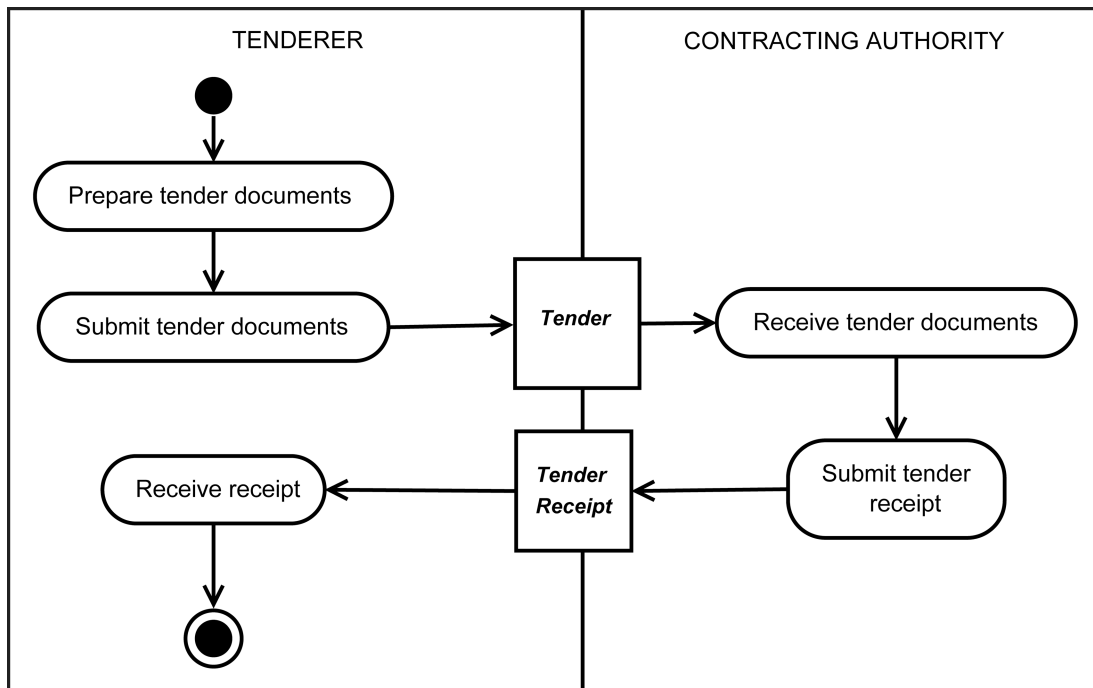 TENDERER
CONTRACTING AUTHORITY
Prepare tender documents
Submit tender documents
Tender
Receive tender documents
Submit tender
receipt
Tender
Receipt
Receive receipt